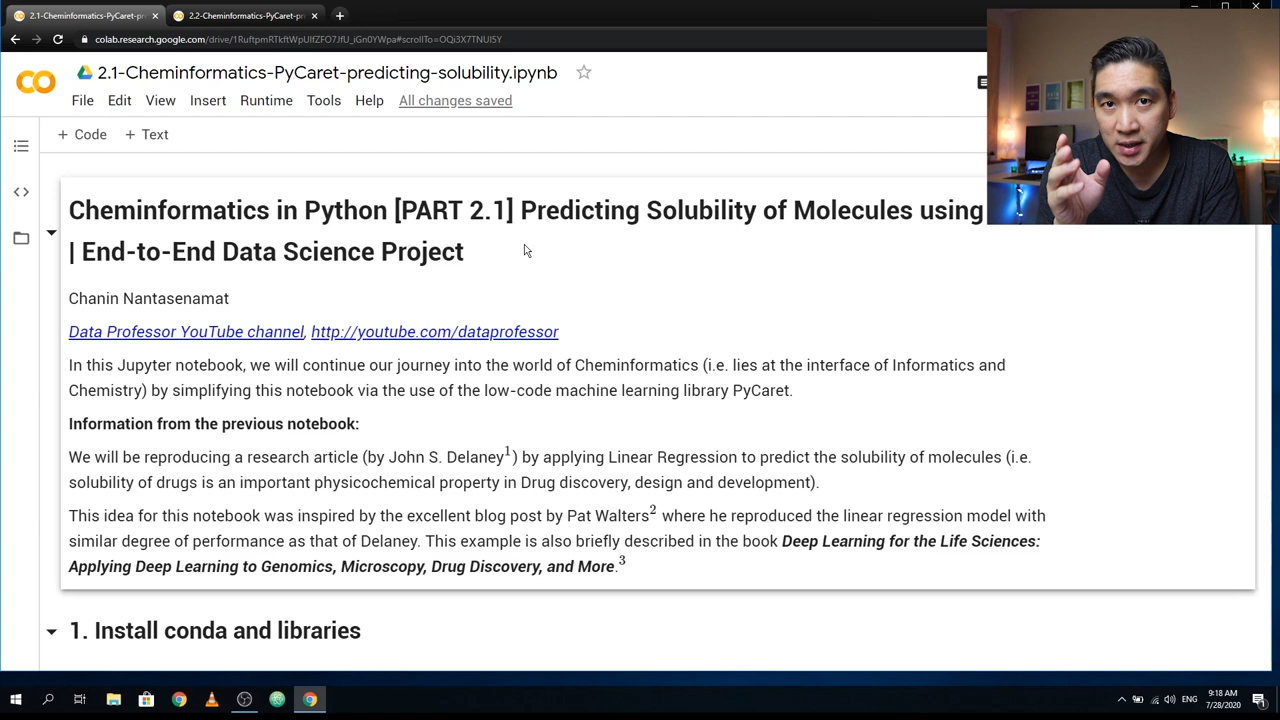 2.1-Cheminformatics-PyCaret-pr
2.2-Cheminformatics-PyCaret-pr
colab.research.google.com/drive/1RuftpmRTkftWpUlfZFO7JfU_iGn0YWpa#scrollTo=OQi3X7TNUI5Y
2.1-Cheminformatics-PyCaret-predicting-solubility.ipynb
File Edit View Insert Runtime Tools Help All changes saved
+ Code + Text
Cheminformatics in Python [PART 2.1] Predicting Solubility of Molecules using
| End-to-End Data Science Project
Chanin Nantasenamat
Data Professor YouTube channel, http://youtube.com/dataprofessor
In this Jupyter notebook, we will continue our journey into the world of Cheminformatics (i.e. lies at the interface of Informatics and
Chemistry) by simplifying this notebook via the use of the low-code machine learning library PyCaret.
Information from the previous notebook:
We will be reproducing a research article (by John S. Delaney1) by applying Linear Regression to predict the solubility of molecules (i.e.
solubility of drugs is an important physicochemical property in Drug discovery, design and development).
This idea for this notebook was inspired by the excellent blog post by Pat Walters2 where he reproduced the linear regression model with
similar degree of performance as that of Delaney. This example is also briefly described in the book Deep Learning for the Life Sciences:
Applying Deep Learning to Genomics, Microscopy, Drug Discovery, and More.3
1. Install conda and libraries
ENG
9:18 AM
7/28/2020